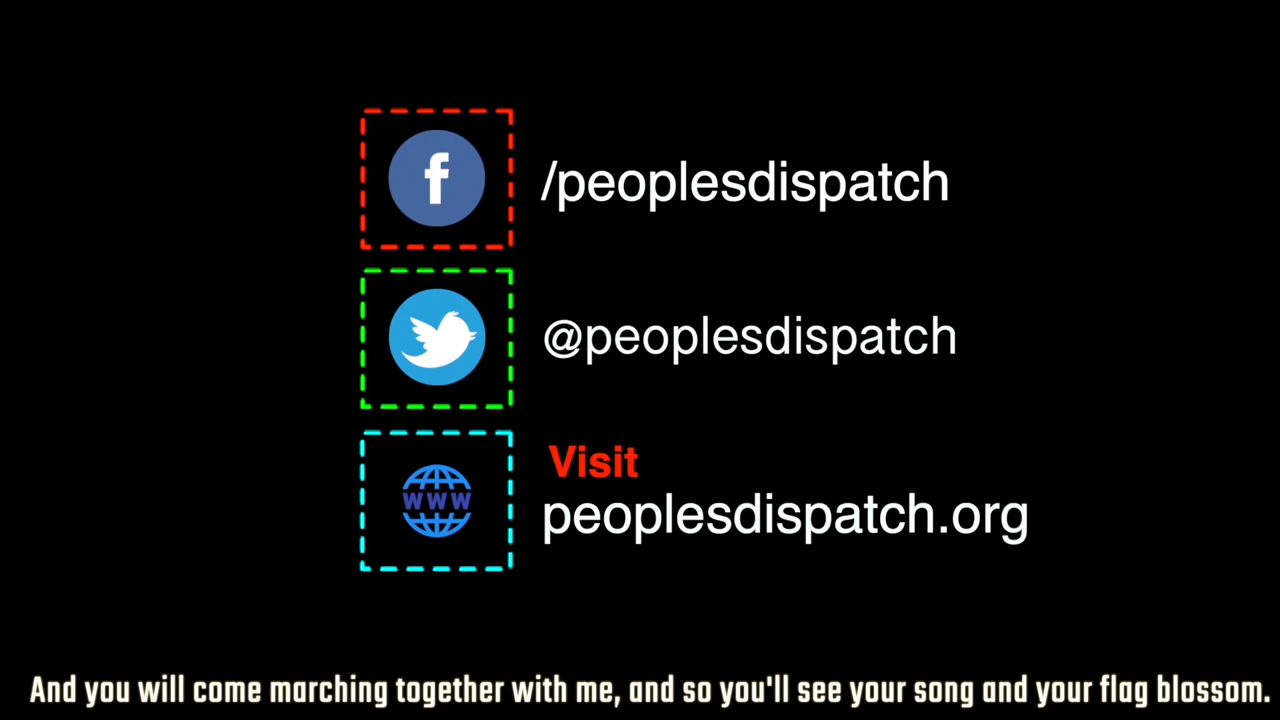 f
/peoplesdispatch
@peoplesdispatch
Visit
www
peoplesdispatch.org
And you will come marching together with me, and so you'll see your song and your flag blossom.